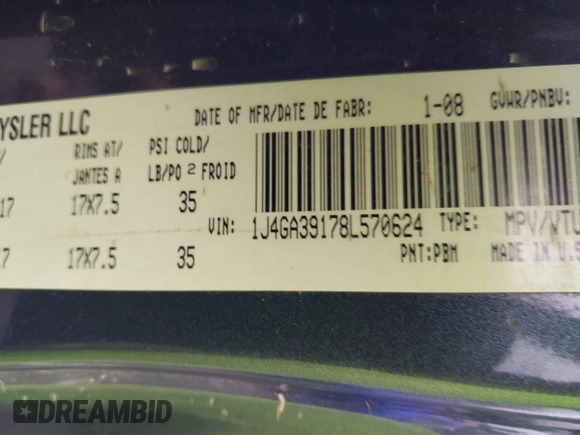 YSLER LLC
DATE OF MFR/DATE DE FABR: 1-08 GVWR/PNBV:
RIMS AT/ PSI COLD/
JANTES A LB/PO 2 FROID
17 17X7.5 35
VIN: 1J4GA39178L570624 TYPE: MPV/VTU
7 17X7.5 35
PNT:PBM MADE IN U.S
DREAMBID